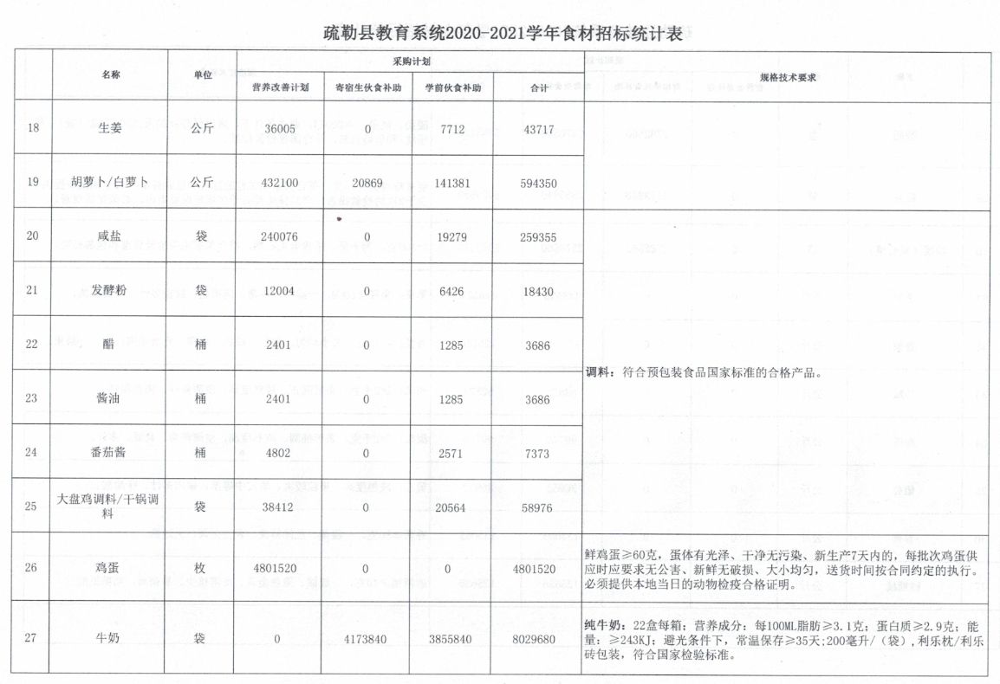 疏勒县教育系统2020-2021学年食材招标统计表
名称 单位 采购计划 规格技术要求
营养改善计划 寄宿生伙食补助 学前伙食补助 合计
18 生姜 公斤 36005 0 7712 43717
19 胡萝卜/白萝卜 公斤 432100 20869 141381 594350
20 咸盐 袋 240076 0 19279 259355
21 发酵粉 袋 12004 0 6426 18430
22 醋 桶 2401 0 1285 3686
调料：符合预包装食品国家标准的合格产品。
23 酱油 桶 2401 0 1285 3686
24 番茄酱 桶 4802 0 2571 7373
25 大盘鸡调料/干锅调
料 袋 38412 0 20564 58976
26 鸡蛋 枚 4801520 0 0 4801520
鲜鸡蛋≥60克，蛋体有光泽、干净无污染、新生产7天内的，每批次鸡蛋供
应时应要求无公害、新鲜无破损、大小均匀，送货时间按合同约定的执行。
必须提供本地当日的动物检疫合格证明。
27 牛奶 袋 0 4173840 3855840 8029680
纯牛奶：22盒每箱；营养成分：每100ML脂肪≥3.1克；蛋白质≥2.9克；能
量：≥243KJ；避光条件下，常温保存≥35天;200毫升/（袋）,利乐枕/利乐
砖包装，符合国家检验标准。